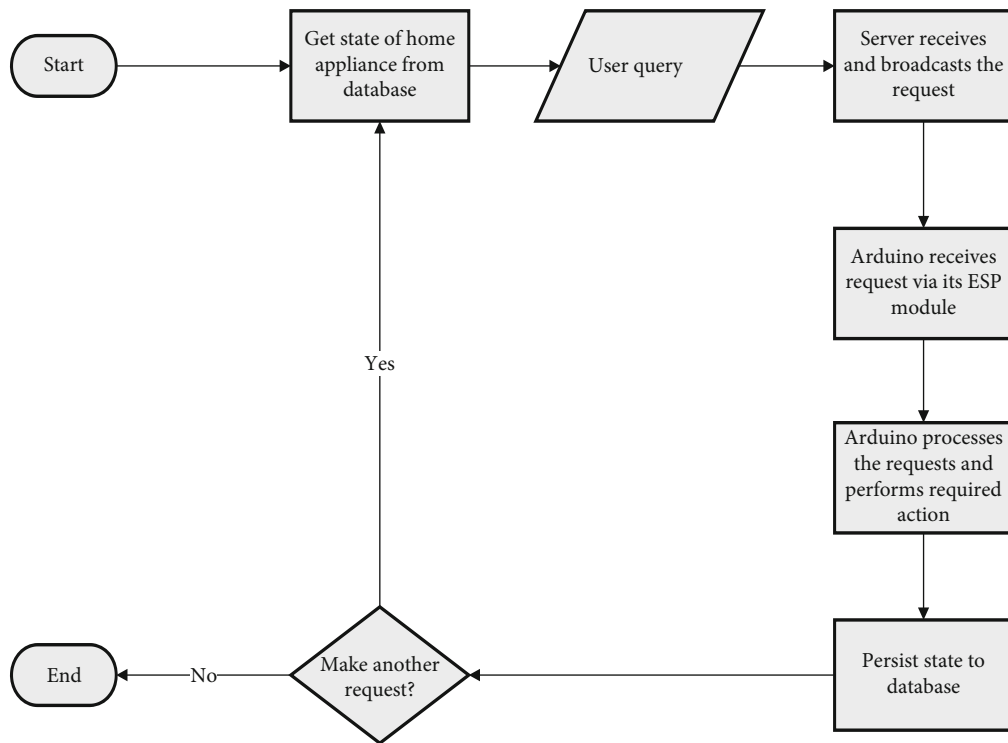 Start
Get state of home
appliance from
database
User query
Server receives
and broadcasts the
request
Arduino receives
request via its ESP
module
Arduino processes
the requests and
performs required
action
Persist state to
database
Make another
request?
Yes
No
End